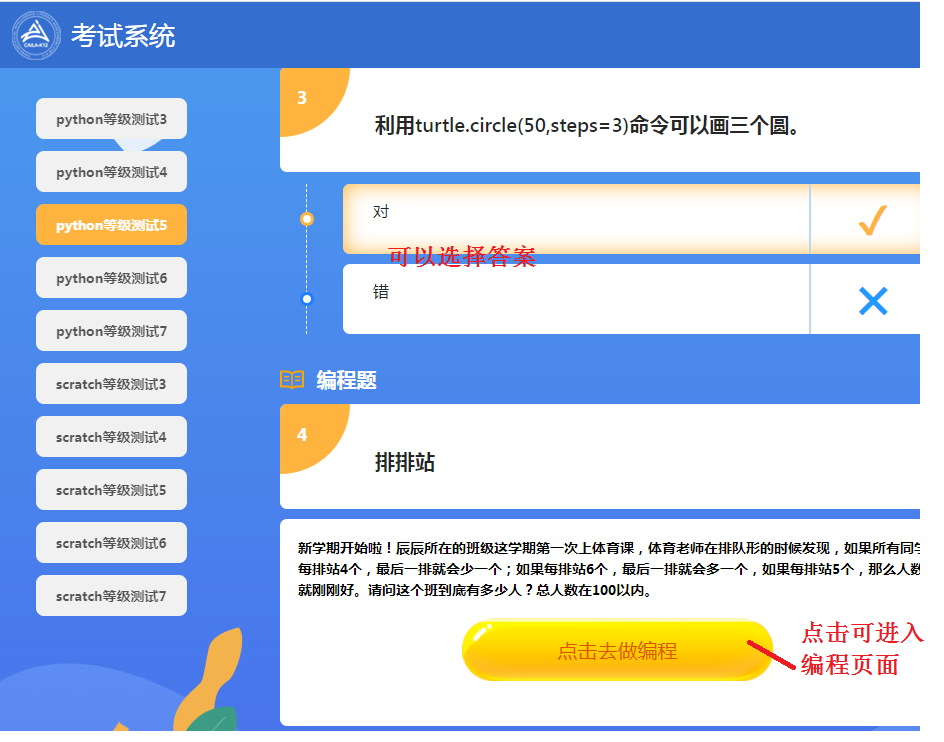 CAILA-K12
考试系统
python等级测试3
python等级测试4
python等级测试5
python等级测试6
python等级测试7
scratch等级测试3
scratch等级测试4
scratch等级测试5
scratch等级测试6
scratch等级测试7
3
利用turtle.circle(50,steps=3)命令可以画三个圆。
对
可以选择答案
错
编程题
4
排排站
新学期开始啦！辰辰所在的班级这学期第一次上体育课，体育老师在排队形的时候发现，如果所有同学
每排站4个，最后一排就会少一个；如果每排站6个，最后一排就会多一个，如果每排站5个，那么人数
就刚刚好。请问这个班到底有多少人？总人数在100以内。
点击去做编程
点击可进入
编程页面